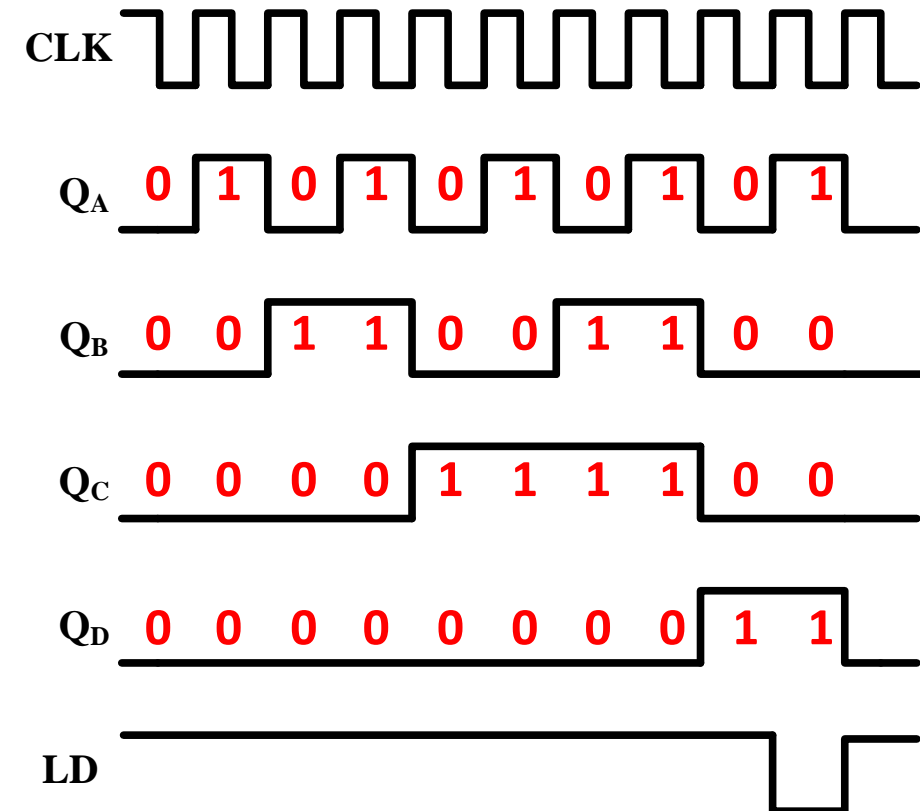 CLK
QA 0 1 0 1 0 1 0 1 0 1
QB 0 0 1 1 0 0 1 1 0 0
QC 0 0 0 0 1 1 1 1 0 0
QD 0 0 0 0 0 0 0 0 1 1
LD